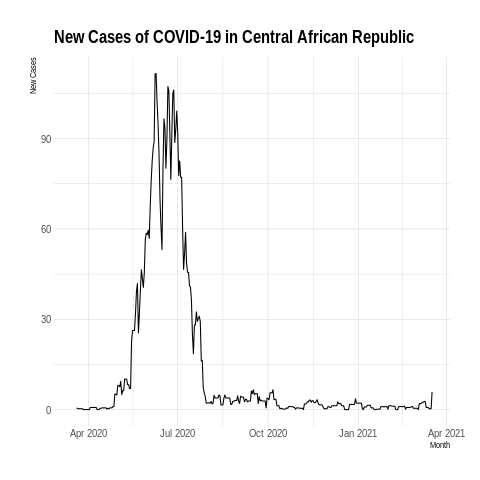 New Cases of COVID-19 in Central African Republic
New Cases
90
60
30
0
Apr 2020
Jul 2020
Oct 2020
Jan 2021
Apr 2021
Month